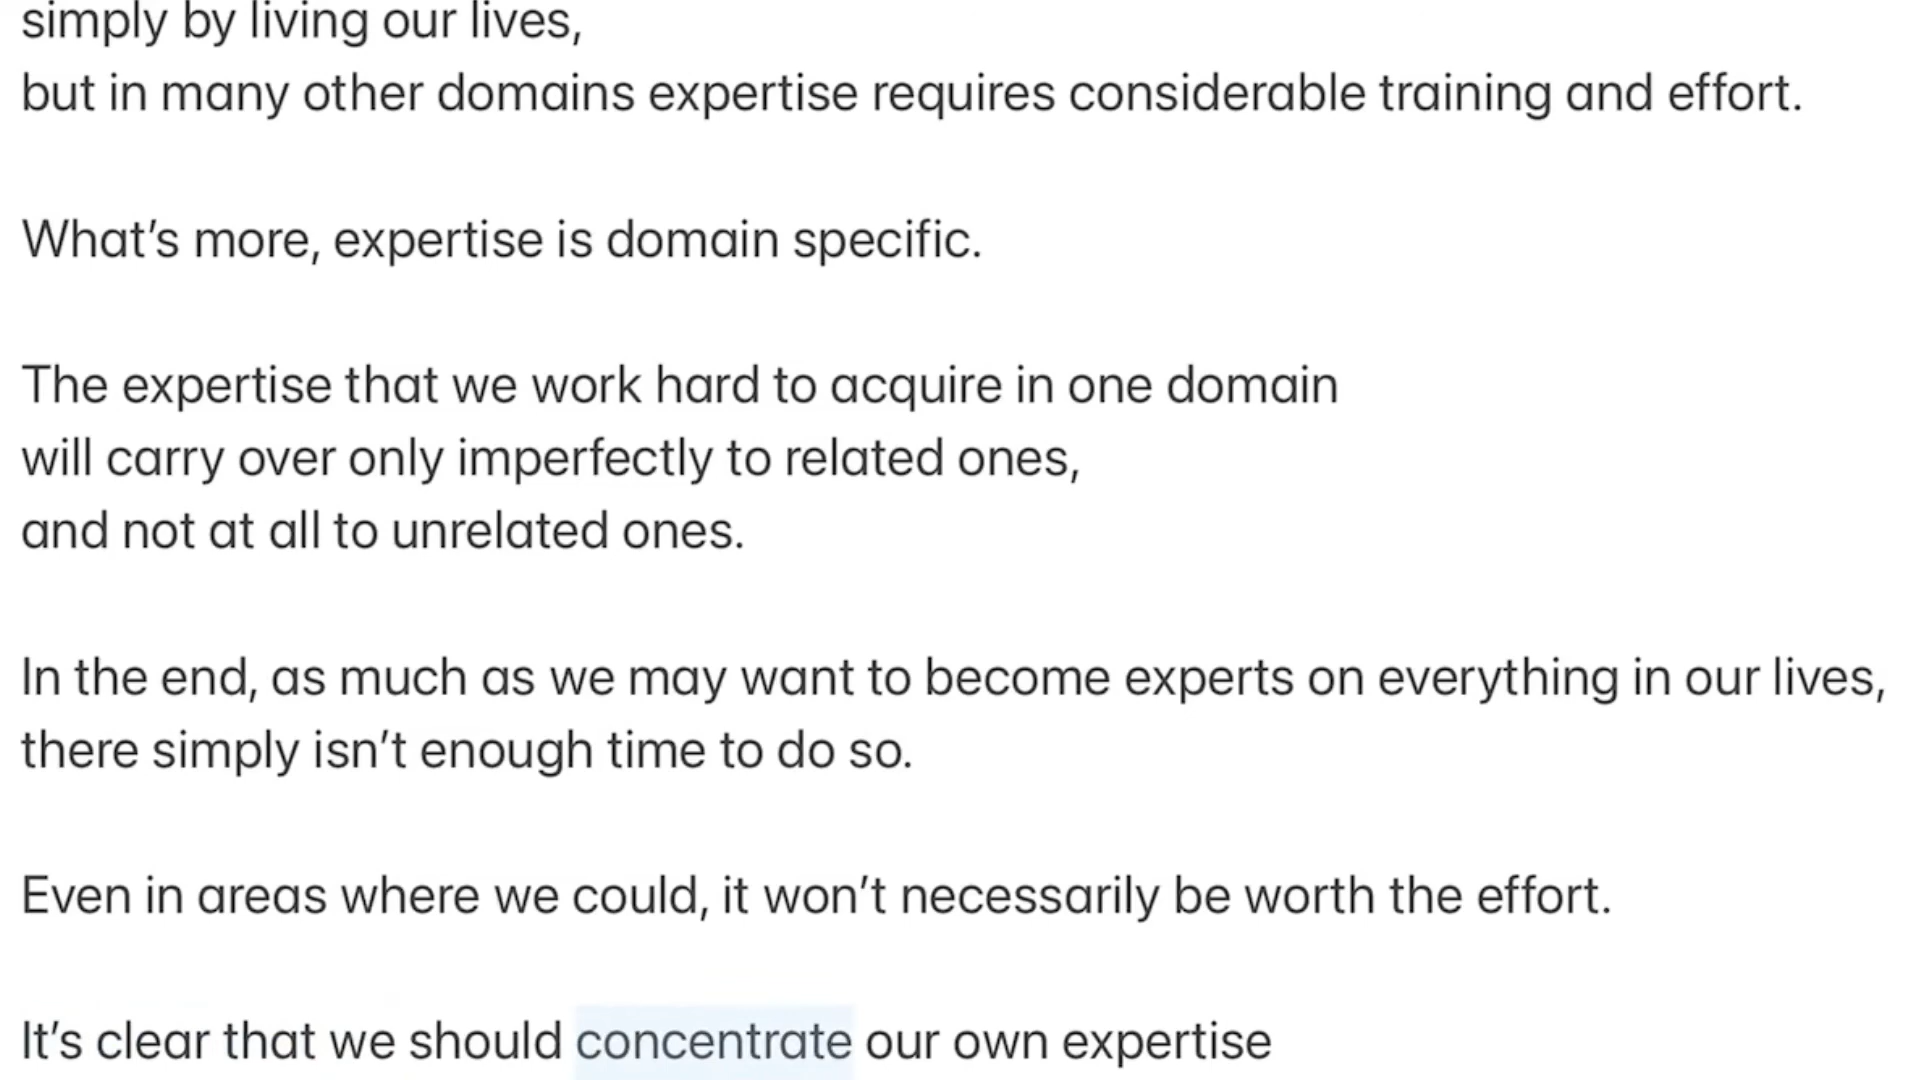 simply by living our lives,
but in many other domains expertise requires considerable training and effort.
What’s more, expertise is domain specific.
The expertise that we work hard to acquire in one domain
will carry over only imperfectly to related ones,
and not at all to unrelated ones.
In the end, as much as we may want to become experts on everything in our lives,
there simply isn’t enough time to do so.
Even in areas where we could, it won’t necessarily be worth the effort.
It’s clear that we should concentrate our own expertise